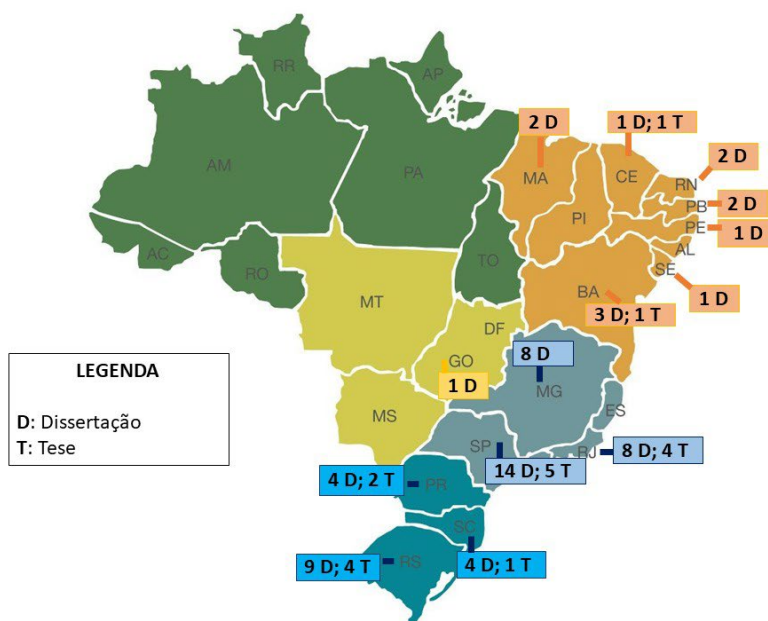 RR
AP
AM
PA
2 D
1 D; 1 T
MA
CE
2 D
RN
PB
2 D
PI
PE
1 D
AC
RO
TO
AL
SE
1 D
BA
3 D; 1 T
MT
DF
GO
1 D
8 D
MG
ES
MS
LEGENDA
D: Dissertação
T: Tese
SP
14 D; 5 T
RJ
8 D; 4 T
4 D; 2 T
PR
SC
4 D; 1 T
RS
9 D; 4 T